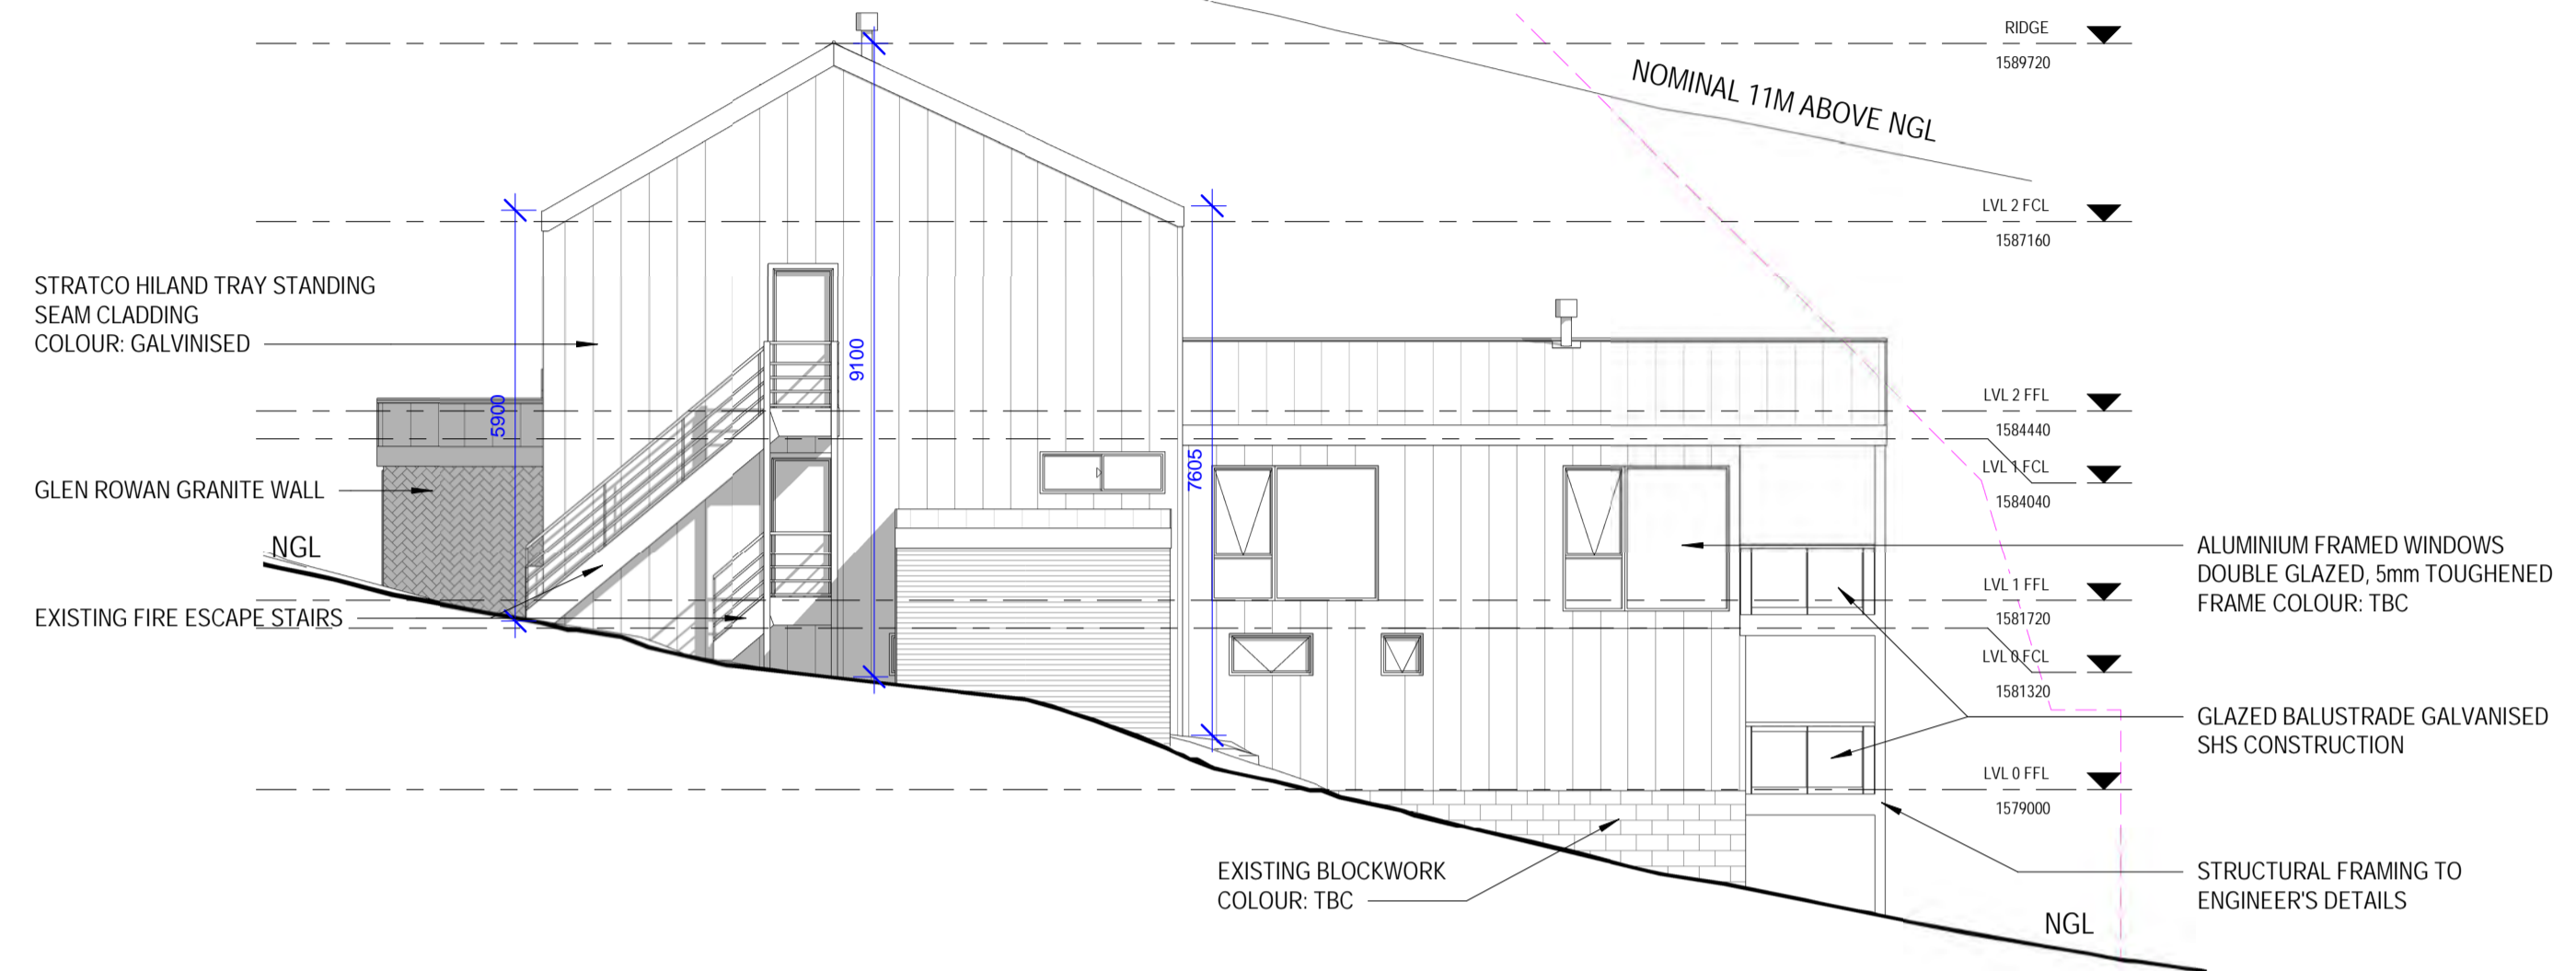 RIDGE
1589720
NOMINAL 11M ABOVE NGL
LVL 2 FCL
1587160
STRATCO HILAND TRAY STANDING
SEAM CLADDING
COLOUR: GALVINISED
9100
5900
LVL 2 FFL
1584440
7605
LVL 1 FCL
1584040
GLEN ROWAN GRANITE WALL
NGL
ALUMINIUM FRAMED WINDOWS
DOUBLE GLAZED, 5mm TOUGHENED
FRAME COLOUR: TBC
LVL 1 FFL
1581720
EXISTING FIRE ESCAPE STAIRS
LVL 0 FCL
1581320
GLAZED BALUSTRADE GALVANISED
SHS CONSTRUCTION
LVL 0 FFL
1579000
EXISTING BLOCKWORK
COLOUR: TBC
STRUCTURAL FRAMING TO
ENGINEER'S DETAILS
NGL